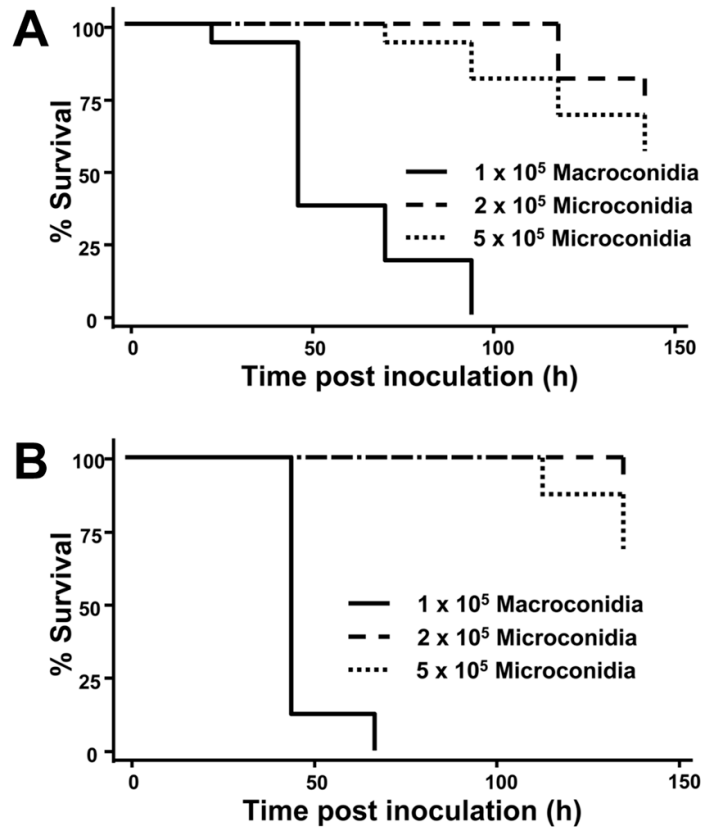 A
% Survival
100
75
50
25
0
1 x 10⁵ Macroconidia
2 x 10⁵ Microconidia
5 x 10⁵ Microconidia
0 50 100 150
Time post inoculation (h)
B
% Survival
100
75
50
25
0
1 x 10⁵ Macroconidia
2 x 10⁵ Microconidia
5 x 10⁵ Microconidia
0 50 100 150
Time post inoculation (h)